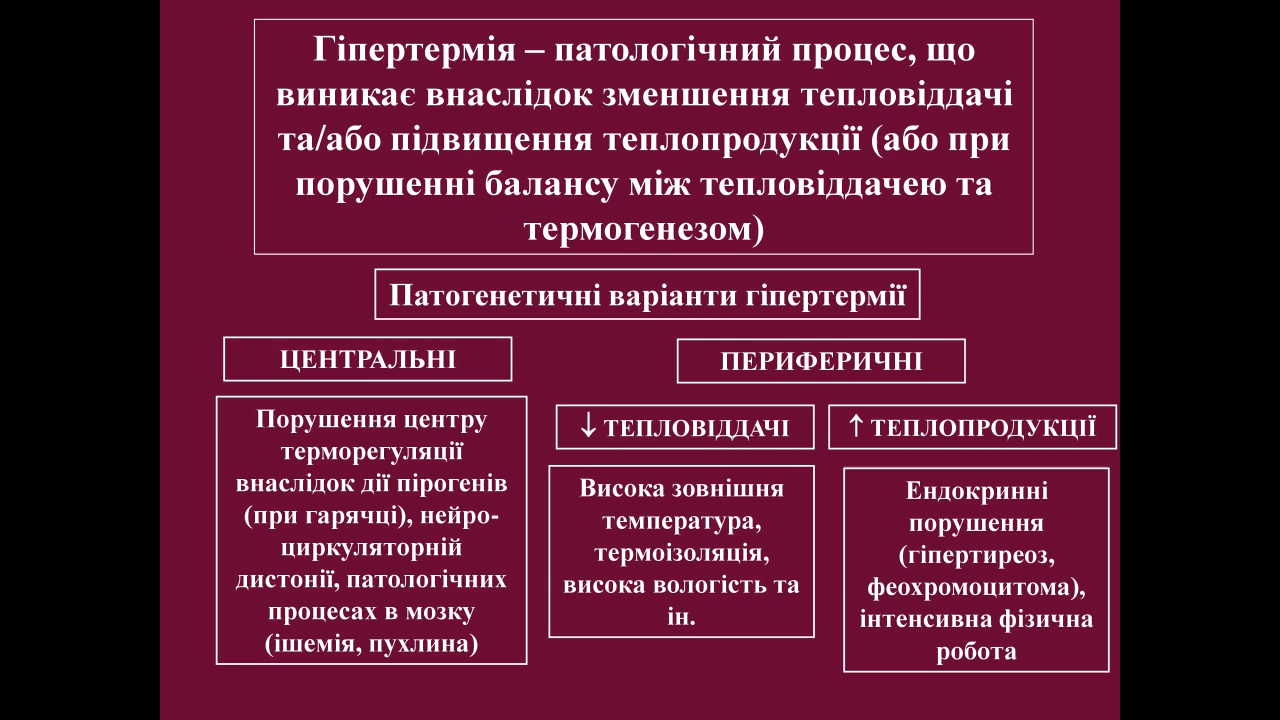 Гіпертермія – патологічний процес, що
виникає внаслідок зменшення тепловіддачі
та/або підвищення теплопродукції (або при
порушенні балансу між тепловіддачею та
термогенезом)
Патогенетичні варіанти гіпертермії
ЦЕНТРАЛЬНІ
Порушення центру
терморегуляції
внаслідок дії пірогенів
(при гарячці), нейро-
циркуляторній
дистонії, патологічних
процесах в мозку
(ішемія, пухлина)
ПЕРИФЕРИЧНІ
↓ ТЕПЛОВІДДАЧІ
Висока зовнішня
температура,
термоізоляція,
висока вологість та
ін.
↑ ТЕПЛОПРОДУКЦІЇ
Ендокринні
порушення
(гіпертиреоз,
феохромоцитома),
інтенсивна фізична
робота